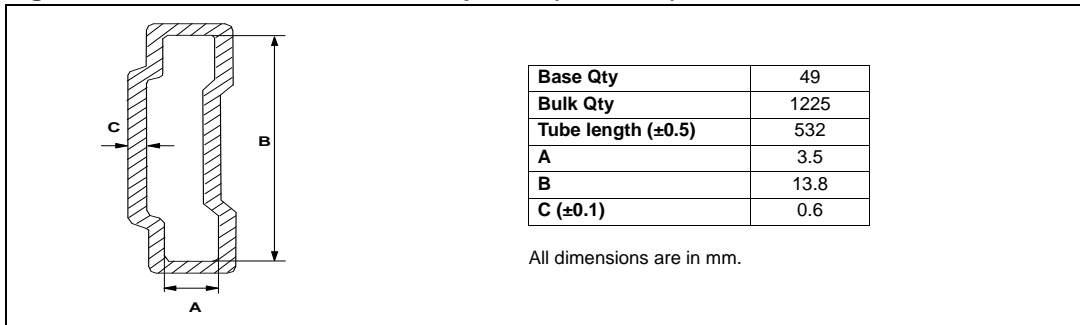 C
B
A
Base Qty 49
Bulk Qty 1225
Tube length (±0.5) 532
A 3.5
B 13.8
C (±0.1) 0.6
All dimensions are in mm.